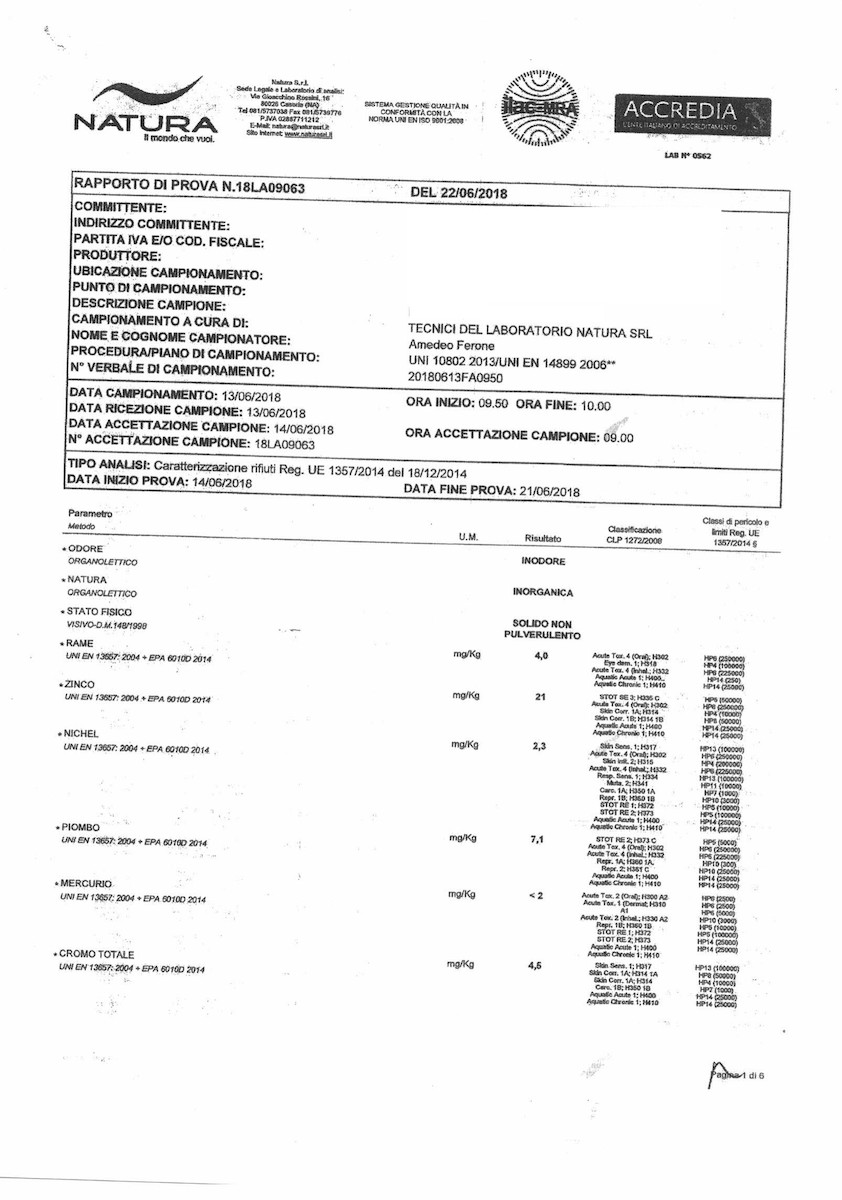 NATURA
Il mondo che vuoi.
Natura S.r.l.
Sede Legale e Laboratorio di analisi:
Via Gioacchino Rossini, 16
80026 Casoria (NA)
Tel 081/5737038 Fax 081/5739776
P.IVA 02887711212
E-Mail: natura@naturasrl.it
Sito internet: www.naturasrl.it
SISTEMA GESTIONE QUALITÀ IN
CONFORMITÀ CON LA
NORMA UNI EN ISO 9001:2008
ilac-MRA
ACCREDIA
L'ENTE ITALIANO DI ACCREDITAMENTO
LAB N° 0562
RAPPORTO DI PROVA N.18LA09063 DEL 22/06/2018
COMMITTENTE:
INDIRIZZO COMMITTENTE:
PARTITA IVA E/O COD. FISCALE:
PRODUTTORE:
UBICAZIONE CAMPIONAMENTO:
PUNTO DI CAMPIONAMENTO:
DESCRIZIONE CAMPIONE:
CAMPIONAMENTO A CURA DI: TECNICI DEL LABORATORIO NATURA SRL
NOME E COGNOME CAMPIONATORE: Amedeo Ferone
PROCEDURA/PIANO DI CAMPIONAMENTO: UNI 10802 2013/UNI EN 14899 2006**
N° VERBALE DI CAMPIONAMENTO: 20180613FA0950
DATA CAMPIONAMENTO: 13/06/2018 ORA INIZIO: 09.50 ORA FINE: 10.00
DATA RICEZIONE CAMPIONE: 13/06/2018
DATA ACCETTAZIONE CAMPIONE: 14/06/2018 ORA ACCETTAZIONE CAMPIONE: 09.00
N° ACCETTAZIONE CAMPIONE: 18LA09063
TIPO ANALISI: Caratterizzazione rifiuti Reg. UE 1357/2014 del 18/12/2014
DATA INIZIO PROVA: 14/06/2018 DATA FINE PROVA: 21/06/2018
Parametro
Metodo
U.M.
Risultato
Classificazione
CLP 1272/2008
Classi di pericolo e
limiti Reg. UE
1357/2014 §
* ODORE
ORGANOLETTICO
INODORE
* NATURA
ORGANOLETTICO
INORGANICA
* STATO FISICO
VISIVO-D.M.148/1998
SOLIDO NON
PULVERULENTO
* RAME
UNI EN 13657: 2004 + EPA 6010D 2014
mg/Kg
4,0
Acute Tox. 4 (Oral); H302 HP6 (250000)
Eye dam. 1; H318 HP4 (100000)
Acute Tox. 4 (Inhal.; H332 HP6 (225000)
Aquatic Acute 1; H400 HP14 (250)
Aquatic Chronic 1; H410 HP14 (25000)
*ZINCO
UNI EN 13657: 2004 + EPA 6010D 2014
mg/Kg
21
STOT SE 3; H335 C HP5 (50000)
Acute Tox. 4 (Oral); H302 HP6 (250000)
Skin Corr. 1A; H314 HP4 (10000)
Skin Corr. 1B; H314 1B HP8 (50000)
Aquatic Acute 1; H400 HP14 (25000)
Aquatic Chronic 1; H410 HP14 (25000)
* NICHEL
UNI EN 13657: 2004 + EPA 6010D 2014
mg/Kg
2,3
Skin Sens. 1; H317 HP13 (100000)
Acute Tox. 4 (Oral); H302 HP6 (250000)
Skin Irrit. 2; H315 HP4 (200000)
Acute Tox. 4 (Inhal.; H332 HP6 (225000)
Resp. Sens. 1; H334 HP13 (100000)
Muta. 2; H341 HP11 (10000)
Carc. 1A; H350 1A HP7 (1000)
Repr. 1B; H360 1B HP10 (3000)
STOT RE 1; H372 HP5 (10000)
STOT RE 2; H373 HP5 (100000)
Aquatic Acute 1; H400 HP14 (25000)
Aquatic Chronic 1; H410 HP14 (25000)
* PIOMBO
UNI EN 13657: 2004 + EPA 6010D 2014
mg/Kg
7,1
STOT RE 2; H373 C HP5 (5000)
Acute Tox. 4 (Oral); H302 HP6 (250000)
Acute Tox. 4 (Inhal.; H332 HP6 (225000)
Repr. 1A; H360 1A. HP10 (300)
Repr. 2; H361 C HP10 (25000)
Aquatic Acute 1; H400 HP14 (25000)
Aquatic Chronic 1; H410 HP14 (25000)
* MERCURIO
UNI EN 13657: 2004 + EPA 6010D 2014
mg/Kg
< 2
Acute Tox. 2 (Oral); H300 A2 HP6 (2500)
Acute Tox. 1 (Dermal; H310 HP6 (2500)
A1 HP6 (5000)
Acute Tox. 2 (Inhal.; H330 A2 HP10 (3000)
Repr. 1B; H360 1B HP5 (10000)
STOT RE 1; H372 HP5 (100000)
STOT RE 2; H373 HP14 (25000)
Aquatic Acute 1; H400 HP14 (25000)
Aquatic Chronic 1; H410
* CROMO TOTALE
UNI EN 13657: 2004 + EPA 6010D 2014
mg/Kg
4,5
Skin Sens. 1; H317 HP13 (100000)
Skin Corr. 1A; H314 1A HP8 (50000)
Skin Corr. 1A; H314 HP4 (10000)
Carc. 1B; H350 1B HP7 (1000)
Aquatic Acute 1; H400 HP14 (25000)
Aquatic Chronic 1; H410 HP14 (25000)
Pagina 1 di 6